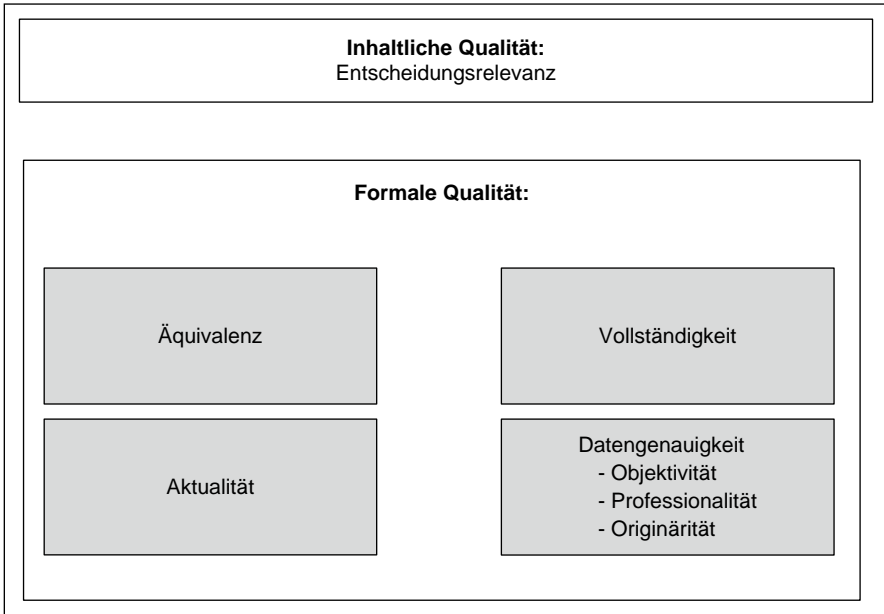 Inhaltliche Qualität:
Entscheidungsrelevanz
Formale Qualität:
Äquivalenz
Vollständigkeit
Aktualität
Datengenauigkeit
- Objektivität
- Professionalität
- Originärität